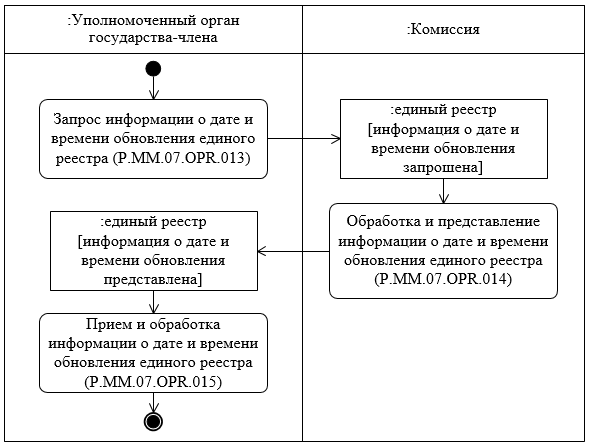 :Уполномоченный орган
государства-члена
:Комиссия
Запрос информации о дате и
времени обновления единого
реестра (P.MM.07.OPR.013)
:единый реестр
[информация о дате и
времени обновления
запрошена]
Обработка и представление
информации о дате и времени
обновления единого реестра
(P.MM.07.OPR.014)
:единый реестр
[информация о дате и
времени обновления
представлена]
Прием и обработка
информации о дате и времени
обновления единого реестра
(P.MM.07.OPR.015)